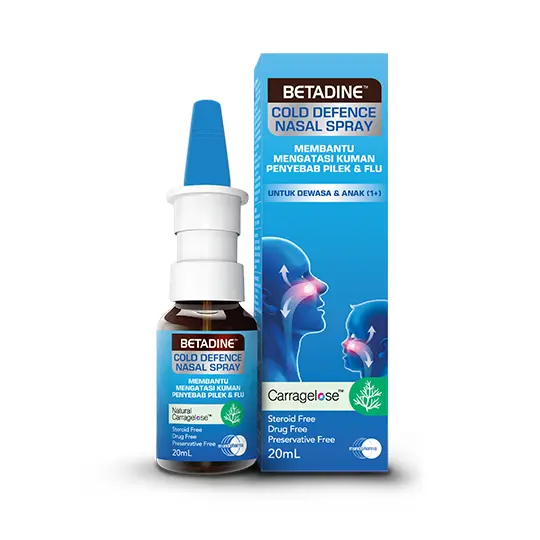 BETADINE™
COLD DEFENCE
NASAL SPRAY
MEMBANTU
MENGATASI KUMAN
PENYEBAB PILEK & FLU
UNTUK DEWASA & ANAK (1+)
Carragelose™
Steroid Free
Drug Free
Preservative Free
20mL
mundipharma
BETADINE™
COLD DEFENCE
NASAL SPRAY
MEMBANTU
MENGATASI KUMAN
PENYEBAB PILEK & FLU
Natural
Carragelose™
Steroid Free
Drug Free
Preservative Free
20mL